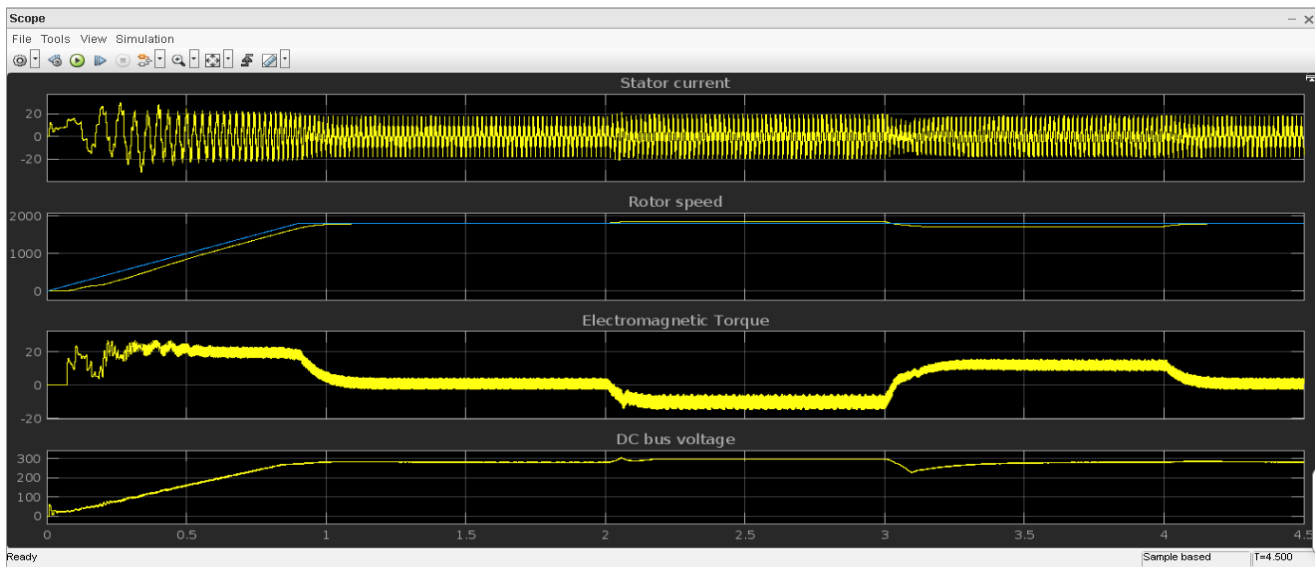 Scope
File Tools View Simulation
Stator current
20
0
-20
Rotor speed
2000
1000
0
Electromagnetic Torque
20
0
-20
DC bus voltage
300
200
100
0
0 0.5 1 1.5 2 2.5 3 3.5 4 4.5
Ready Sample based T=4.500